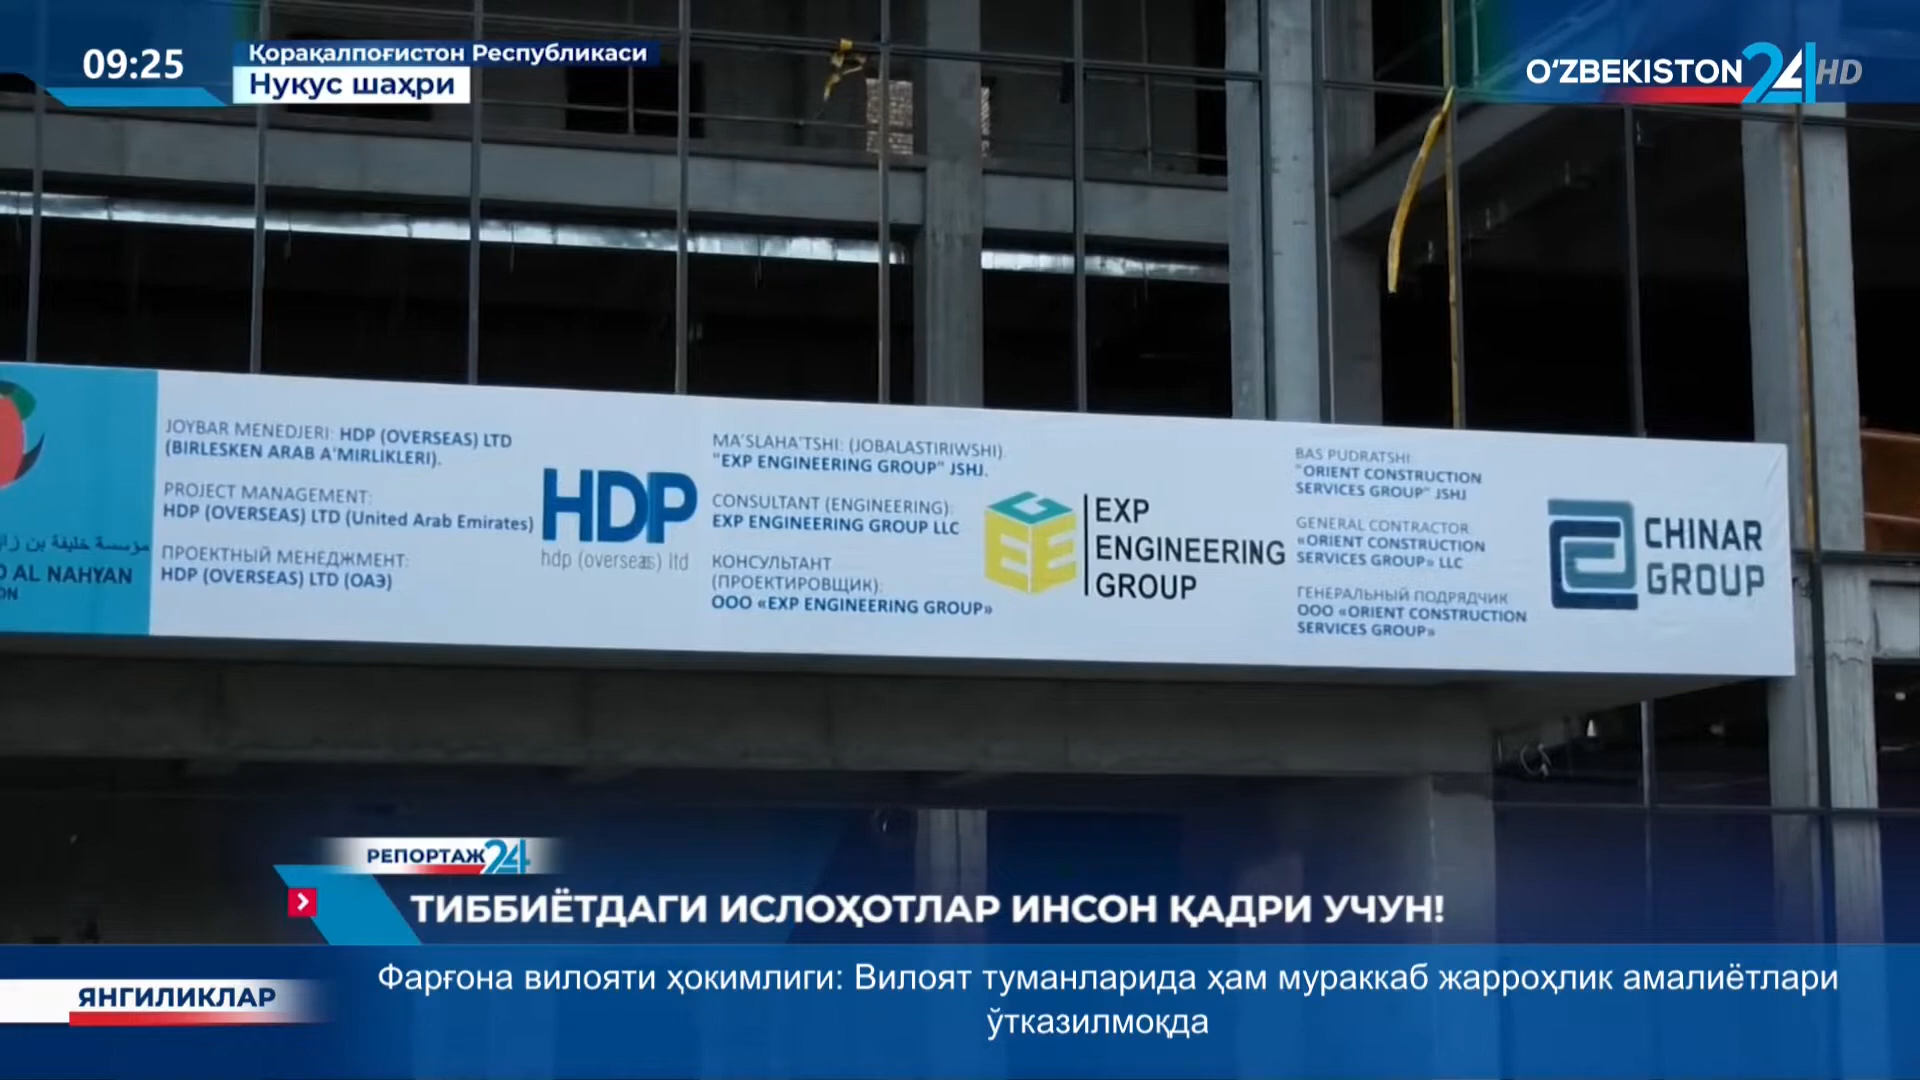 09:25
Қорақалпоғистон Республикаси
Нукус шаҳри
O‘ZBEKISTON 24 HD
مؤسسة خليفة بن
AL NAHYAN
JOYBAR MENEDJERI: HDP (OVERSEAS) LTD
(BIRLESKEN ARAB A'MIRLIKLERI).
PROJECT MANAGEMENT:
HDP (OVERSEAS) LTD (United Arab Emirates)
ПРОЕКТНЫЙ МЕНЕДЖМЕНТ:
HDP (OVERSEAS) LTD (ОАЭ)
HDP
hdp (overseas) ltd
MA'SLAHA'TSHI: (JOBALASTIRIWSHI).
"EXP ENGINEERING GROUP" JSHJ.
CONSULTANT (ENGINEERING):
EXP ENGINEERING GROUP LLC
КОНСУЛЬТАНТ
(ПРОЕКТИРОВЩИК):
ООО «EXP ENGINEERING GROUP»
EXP
ENGINEERING
GROUP
BAS PUDRATSHI:
"ORIENT CONSTRUCTION
SERVICES GROUP" JSHJ
GENERAL CONTRACTOR:
«ORIENT CONSTRUCTION
SERVICES GROUP» LLC
ГЕНЕРАЛЬНЫЙ ПОДРЯДЧИК
ООО «ORIENT CONSTRUCTION
SERVICES GROUP»
CHINAR
GROUP
РЕПОРТАЖ 24
ТИББИЁТДАГИ ИСЛОҲОТЛАР ИНСОН ҚАДРИ УЧУН!
ЯНГИЛИКЛАР
Фарғона вилояти ҳокимлиги: Вилоят туманларида ҳам мураккаб жарроҳлик амалиётлари
ўтказилмоқда